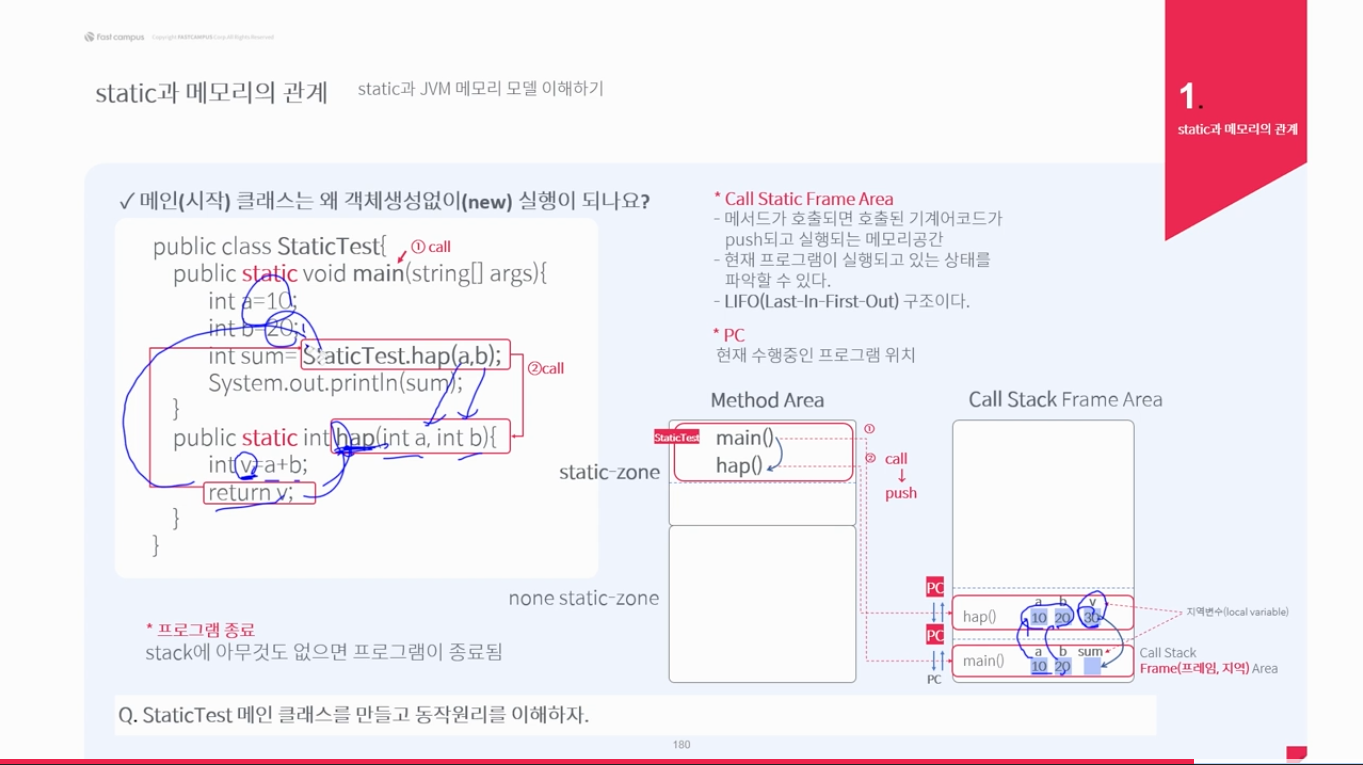 Fast campus Copyright FASTCAMPUS Corp. All Rights Reserved
static과 메모리의 관계 static과 JVM 메모리 모델 이해하기
1.
static과 메모리의 관계
✓ 메인(시작) 클래스는 왜 객체생성없이(new) 실행이 되나요?
public class StaticTest{
① call
public static void main(string[] args){
int a=10;
int b=20;
int sum=StaticTest.hap(a,b);
②call
System.out.println(sum);
}
public static int hap(int a, int b){
int v=a+b;
return v;
}
}
* 프로그램 종료
stack에 아무것도 없으면 프로그램이 종료됨
* Call Static Frame Area
- 메서드가 호출되면 호출된 기계어코드가
push되고 실행되는 메모리공간
- 현재 프로그램이 실행되고 있는 상태를
파악할 수 있다.
- LIFO(Last-In-First-Out) 구조이다.
* PC
현재 수행중인 프로그램 위치
Method Area
StaticTest
main()
hap()
static-zone
none static-zone
①
② call
↓
push
Call Stack Frame Area
PC
a b v
hap() 10 20 30
지역변수(local variable)
PC
a b sum
main() 10 20
PC
Call Stack
Frame(프레임, 지역) Area
Q. StaticTest 메인 클래스를 만들고 동작원리를 이해하자.
180